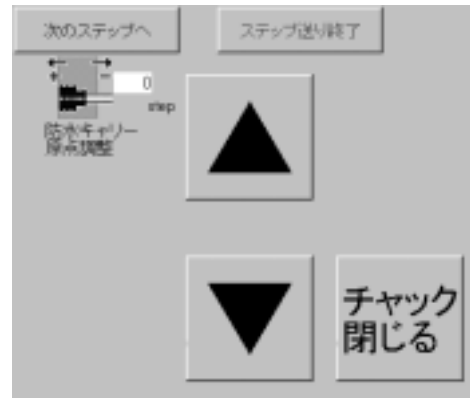 次のステップへ
ステップ送り終了
+
-
0
step
防水キャリー
原点調整
チャック
閉じる